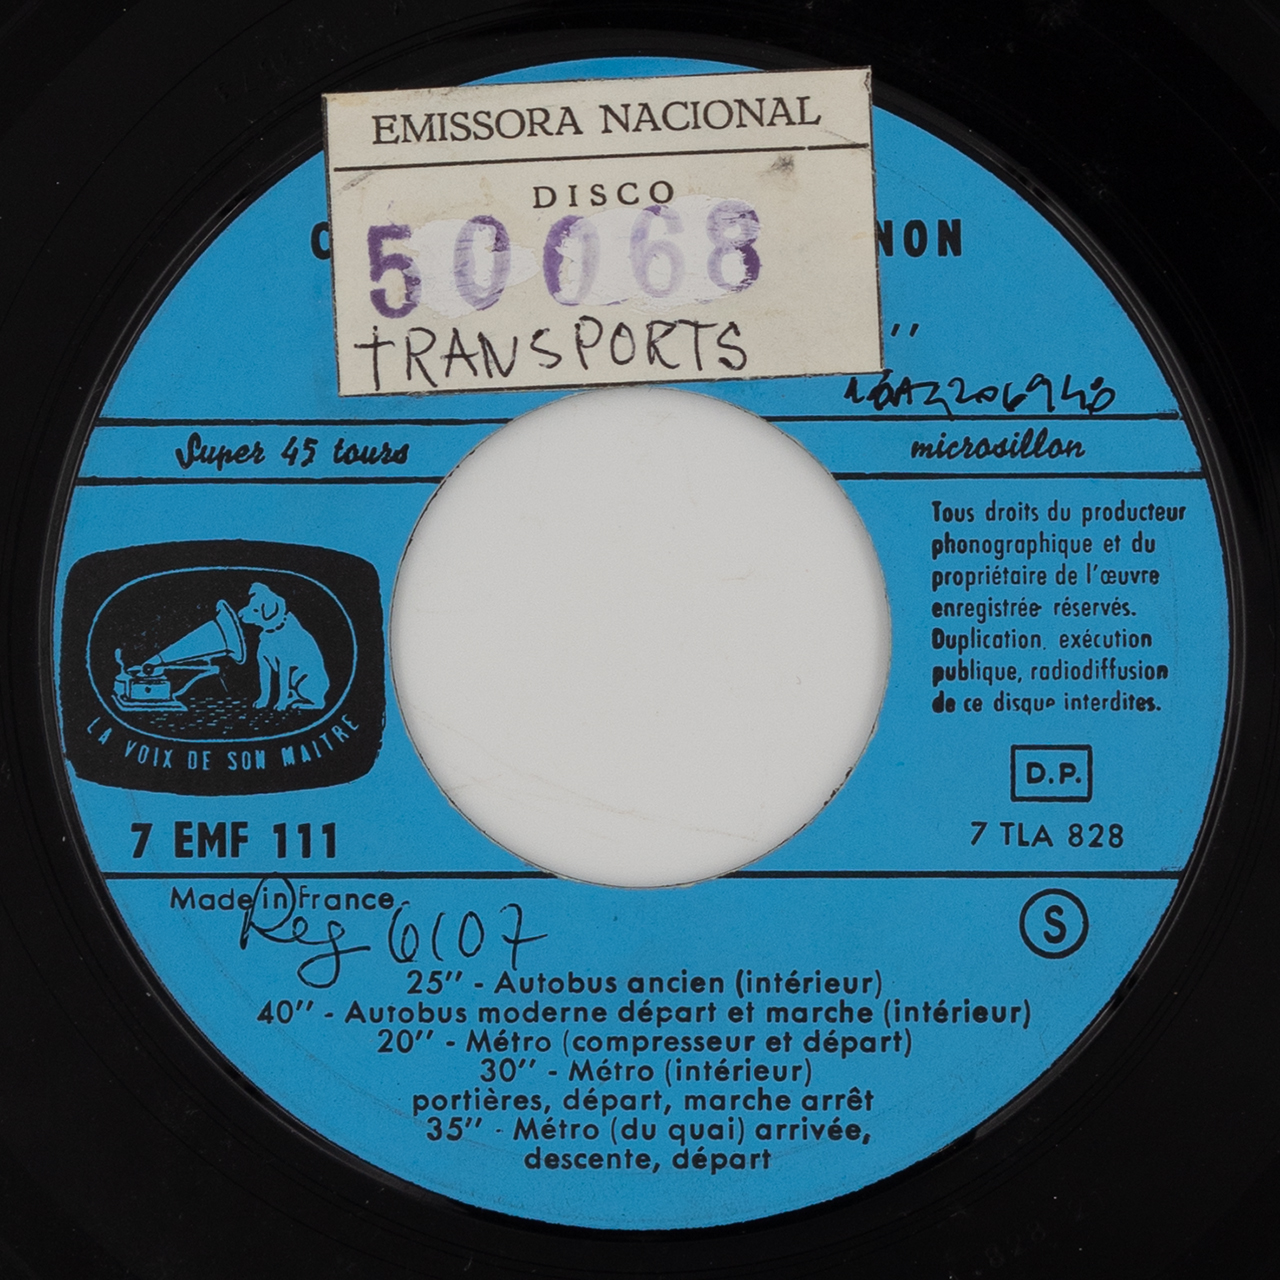 EMISSORA NACIONAL
DISCO
50068
TRANSPORTS
NON
''
Super 45 tours
microsillon
Tous droits du producteur
phonographique et du
propriétaire de l'œuvre
enregistrée réservés.
Duplication, exécution
publique, radiodiffusion
de ce disque interdites.
LA VOIX DE SON MAITRE
D.P.
7 EMF 111
7 TLA 828
Made in France
Reg 6107
S
25'' - Autobus ancien (intérieur)
40'' - Autobus moderne départ et marche (intérieur)
20'' - Métro (compresseur et départ)
30'' - Métro (intérieur)
portières, départ, marche arrêt
35'' - Métro (du quai) arrivée,
descente, départ